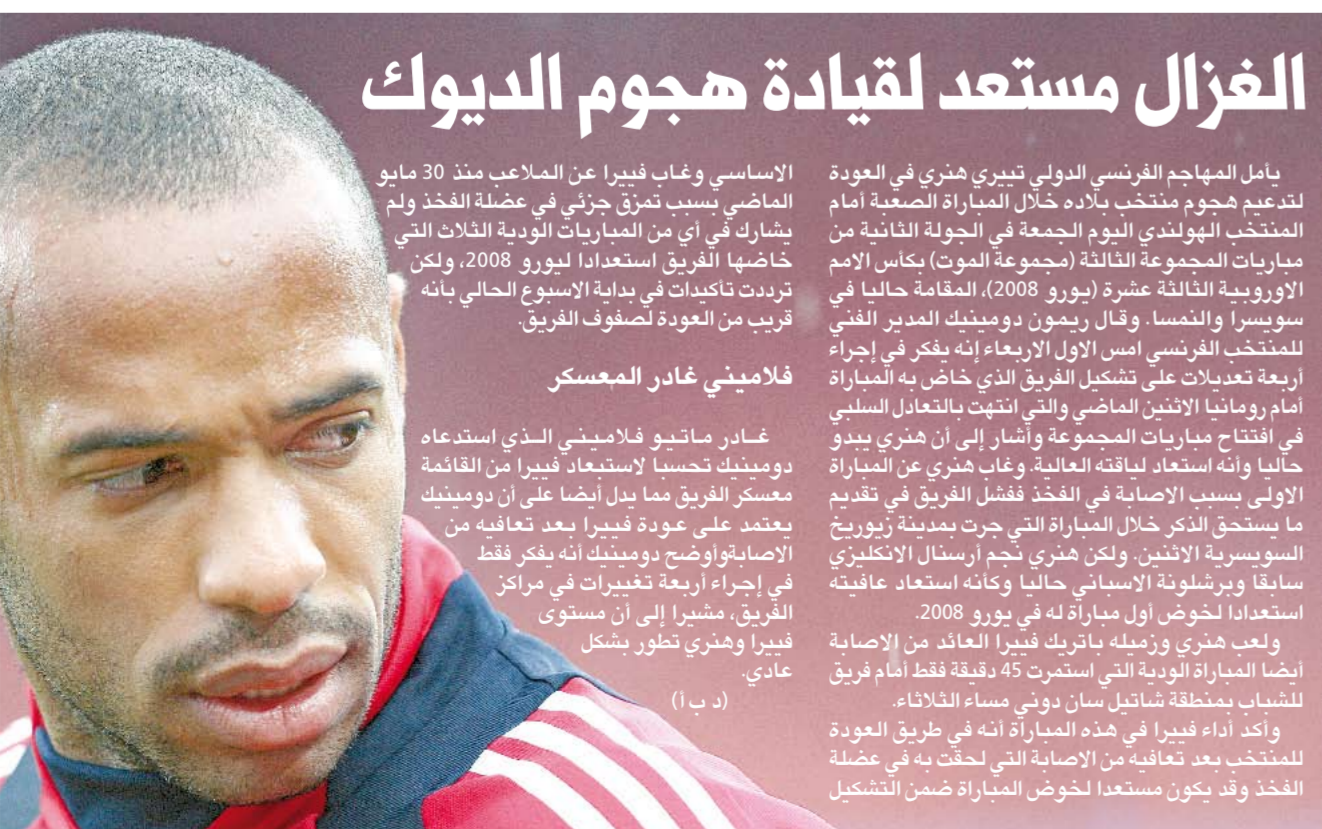 الغزال مستعد لقيادة هجوم الديوك
يأمل المهاجم الفرنسي الدولي تييري هنري في العودة
لتدعيم هجوم منتخب بلاده خلال المباراة الصعبة أمام
المنتخب الهولندي اليوم الجمعة في الجولة الثانية من
مباريات المجموعة الثالثة (مجموعة الموت) بكأس الامم
الاوروبية الثالثة عشرة (يورو 2008)، المقامة حاليا في
سويسرا والنمسا. وقال ريمون دومينيك المدير الفني
للمنتخب الفرنسي امس الاول الاربعاء إنه يفكر في إجراء
أربعة تعديلات على تشكيل الفريق الذي خاض به المباراة
أمام رومانيا الاثنين الماضي والتي انتهت بالتعادل السلبي
في افتتاح مباريات المجموعة وأشار إلى أن هنري يبدو
حاليا وأنه استعاد لياقته العالية. وغاب هنري عن المباراة
الاولى بسبب الاصابة في الفخذ ففشل الفريق في تقديم
ما يستحق الذكر خلال المباراة التي جرت بمدينة زيوريخ
السويسرية الاثنين. ولكن هنري نجم أرسنال الانكليزي
سابقا وبرشلونة الاسباني حاليا وكأنه استعاد عافيته
استعدادا لخوض أول مباراة له في يورو 2008.
ولعب هنري وزميله باتريك فييرا العائد من الاصابة
أيضا المباراة الودية التي استمرت 45 دقيقة فقط أمام فريق
للشباب بمنطقة شاتيل سان دوني مساء الثلاثاء.
وأكد أداء فييرا في هذه المباراة أنه في طريق العودة
للمنتخب بعد تعافيه من الاصابة التي لحقت به في عضلة
الفخذ وقد يكون مستعدا لخوض المباراة ضمن التشكيل
الاساسي وغاب فييرا عن الملاعب منذ 30 مايو
الماضي بسبب تمزق جزئي في عضلة الفخذ ولم
يشارك في أي من المباريات الودية الثلاث التي
خاضها الفريق استعدادا ليورو 2008، ولكن
ترددت تأكيدات في بداية الاسبوع الحالي بأنه
قريب من العودة لصفوف الفريق.
فلاميني غادر المعسكر
غادر ماتيو فلاميني الذي استدعاه
دومينيك تحسبا لاستبعاد فييرا من القائمة
معسكر الفريق مما يدل أيضا على أن دومينيك
يعتمد على عودة فييرا بعد تعافيه من
الاصابةوأوضح دومينيك أنه يفكر فقط
في إجراء أربعة تغييرات في مراكز
الفريق، مشيرا إلى أن مستوى
فييرا وهنري تطور بشكل
عادي.
(د ب أ)